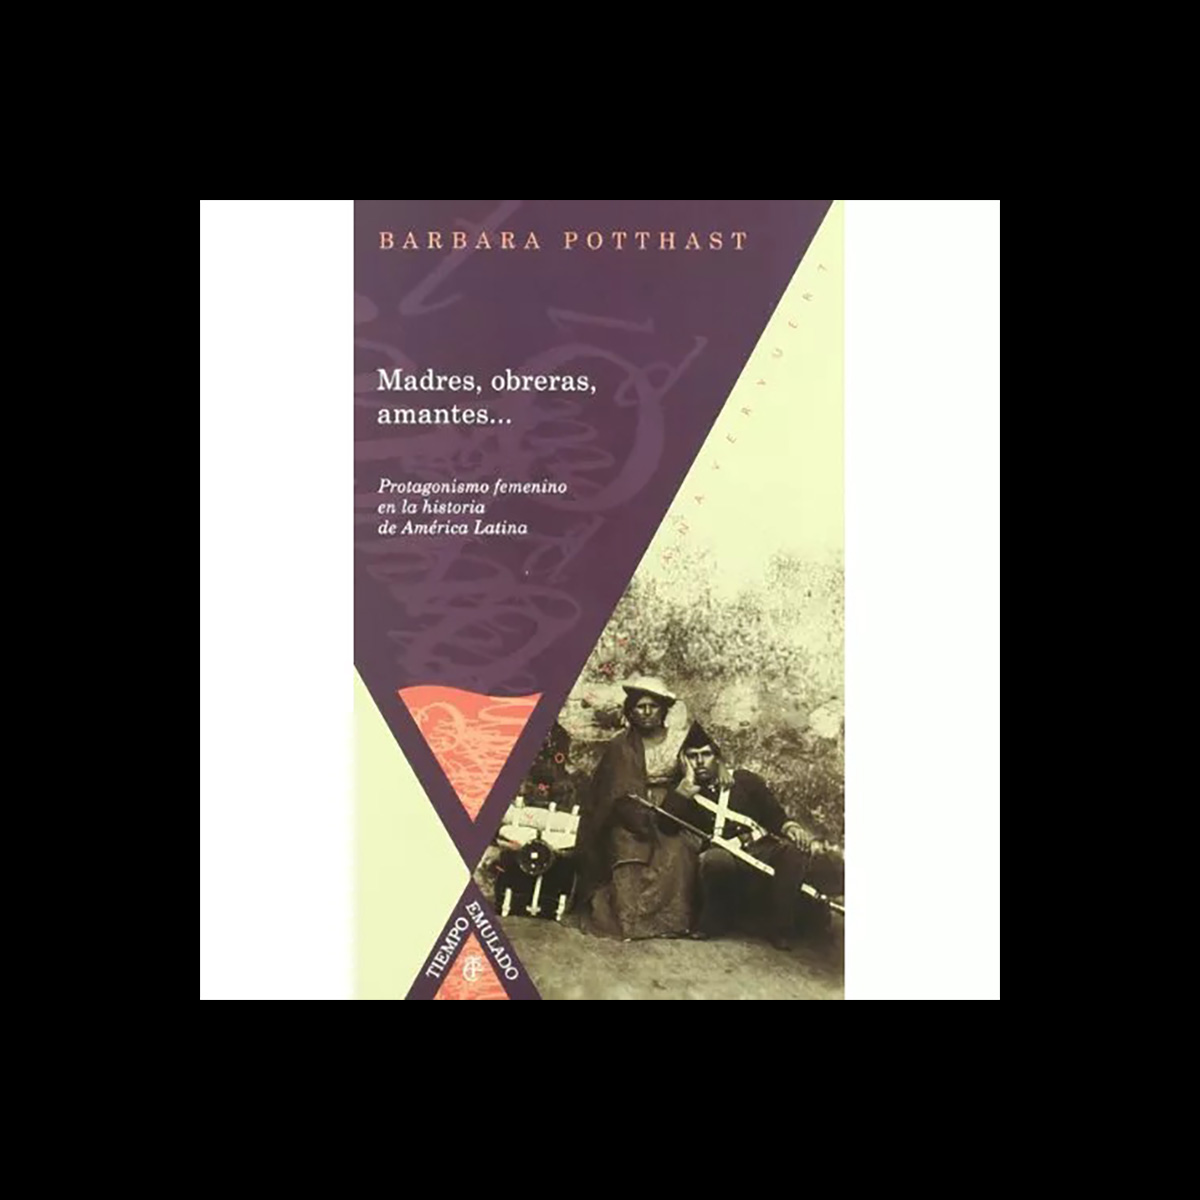 BARBARA POTTHAST
Madres, obreras,
amantes...
Protagonismo femenino
en la historia
de América Latina
TIEMPO
EMULADO